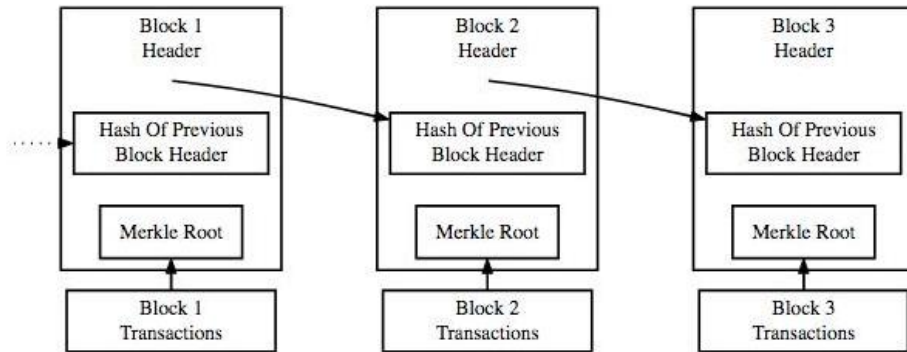 Block 1
Header
Hash Of Previous
Block Header
Merkle Root
Block 1
Transactions
Block 2
Header
Hash Of Previous
Block Header
Merkle Root
Block 2
Transactions
Block 3
Header
Hash Of Previous
Block Header
Merkle Root
Block 3
Transactions